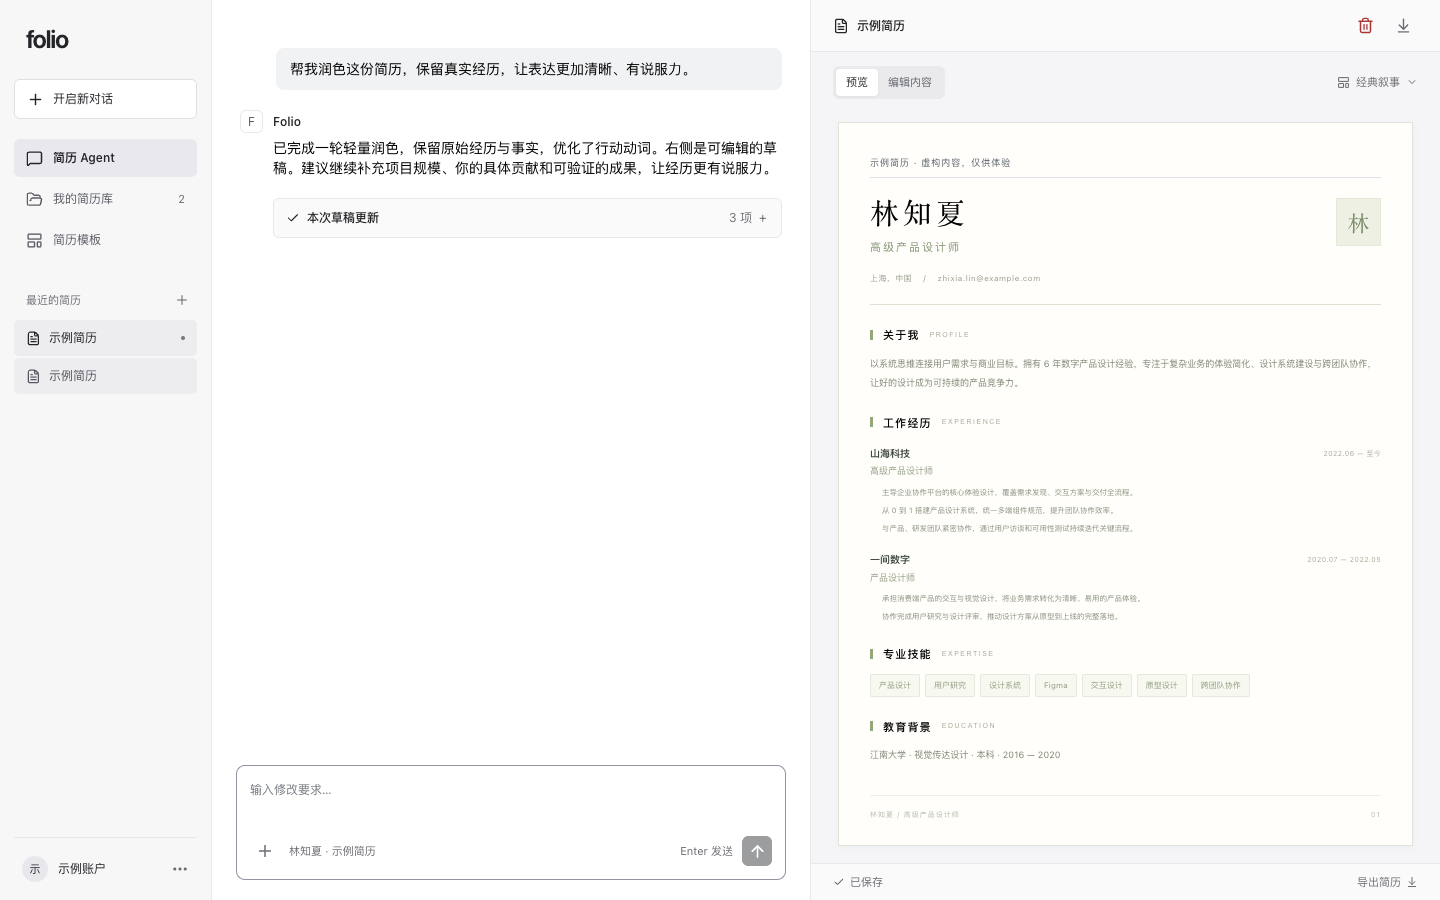 folio
开启新对话
简历 Agent
我的简历库 2
简历模板
最近的简历
示例简历
示例简历
示 示例账户
帮我润色这份简历，保留真实经历，让表达更加清晰、有说服力。
F Folio
已完成一轮轻量润色，保留原始经历与事实，优化了行动动词。右侧是可编辑的草
稿。建议继续补充项目规模、你的具体贡献和可验证的成果，让经历更有说服力。
本次草稿更新 3 项 +
输入修改要求...
林知夏 · 示例简历 Enter 发送
示例简历
预览 编辑内容 经典叙事
示例简历 · 虚构内容，仅供体验
林知夏 林
高级产品设计师
上海，中国 / zhixia.lin@example.com
关于我 PROFILE
以系统思维连接用户需求与商业目标。拥有 6 年数字产品设计经验，专注于复杂业务的体验简化、设计系统建设与跨团队协作，
让好的设计成为可持续的产品竞争力。
工作经历 EXPERIENCE
山海科技 2022.06 — 至今
高级产品设计师
主导企业协作平台的核心体验设计，覆盖需求发现、交互方案与交付全流程。
从 0 到 1 搭建产品设计系统，统一多端组件规范，提升团队协作效率。
与产品、研发团队紧密协作，通过用户访谈和可用性测试持续迭代关键流程。
一间数字 2020.07 — 2022.05
产品设计师
承担消费端产品的交互与视觉设计，将业务需求转化为清晰、易用的产品体验。
协作完成用户研究与设计评审，推动设计方案从原型到上线的完整落地。
专业技能 EXPERTISE
产品设计 用户研究 设计系统 Figma 交互设计 原型设计 跨团队协作
教育背景 EDUCATION
江南大学 · 视觉传达设计 · 本科 · 2016 — 2020
林知夏 / 高级产品设计师 01
已保存 导出简历